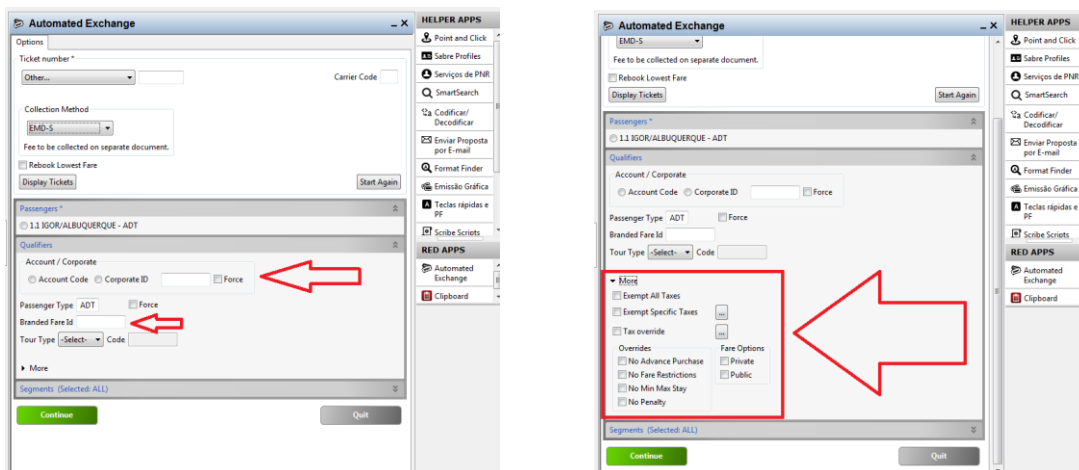 Automated Exchange
Options
Ticket number *
Other...
Carrier Code
Collection Method
EMD-S
Fee to be collected on separate document.
Rebook Lowest Fare
Display Tickets
Start Again
Passengers *
1.1 IGOR/ALBUQUERQUE - ADT
Qualifiers
Account / Corporate
Account Code
Corporate ID
Force
Passenger Type
ADT
Force
Branded Fare Id
Tour Type
-Select-
Code
More
Segments (Selected: ALL)
Continue
Quit
HELPER APPS
Point and Click
Sabre Profiles
Serviços de PNR
SmartSearch
Codificar/
Decodificar
Enviar Proposta
por E-mail
Format Finder
Emissão Gráfica
Teclas rápidas e
PF
Scribe Scripts
RED APPS
Automated
Exchange
Clipboard
Automated Exchange
EMD-S
Fee to be collected on separate document.
Rebook Lowest Fare
Display Tickets
Start Again
Passengers *
1.1 IGOR/ALBUQUERQUE - ADT
Qualifiers
Account / Corporate
Account Code
Corporate ID
Force
Passenger Type
ADT
Force
Branded Fare Id
Tour Type
-Select-
Code
More
Exempt All Taxes
Exempt Specific Taxes
...
Tax override
...
Overrides
No Advance Purchase
No Fare Restrictions
No Min Max Stay
No Penalty
Fare Options
Private
Public
Segments (Selected: ALL)
Continue
Quit
HELPER APPS
Point and Click
Sabre Profiles
Serviços de PNR
SmartSearch
Codificar/
Decodificar
Enviar Proposta
por E-mail
Format Finder
Emissão Gráfica
Teclas rápidas e
PF
Scribe Scripts
RED APPS
Automated
Exchange
Clipboard